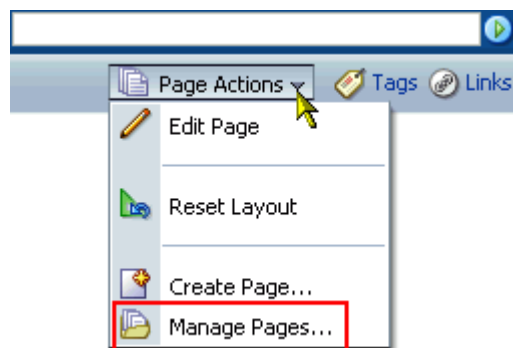 Page Actions Tags Links
Edit Page
Reset Layout
Create Page...
Manage Pages...